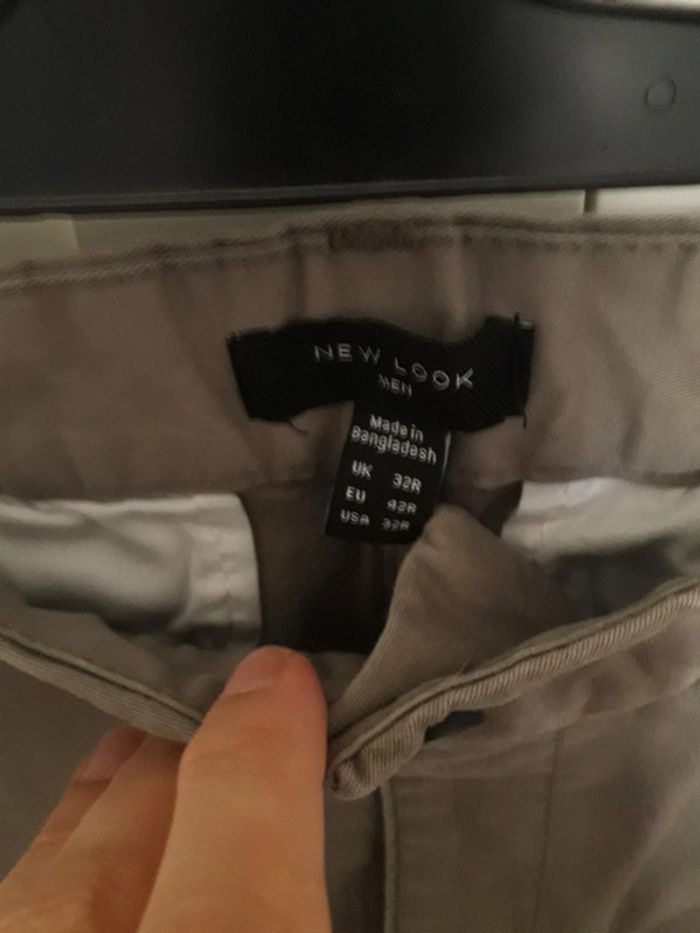 NEW LOOK
MEN
Made in
Bangladesh
UK 32R
EU 42R
USA 32R